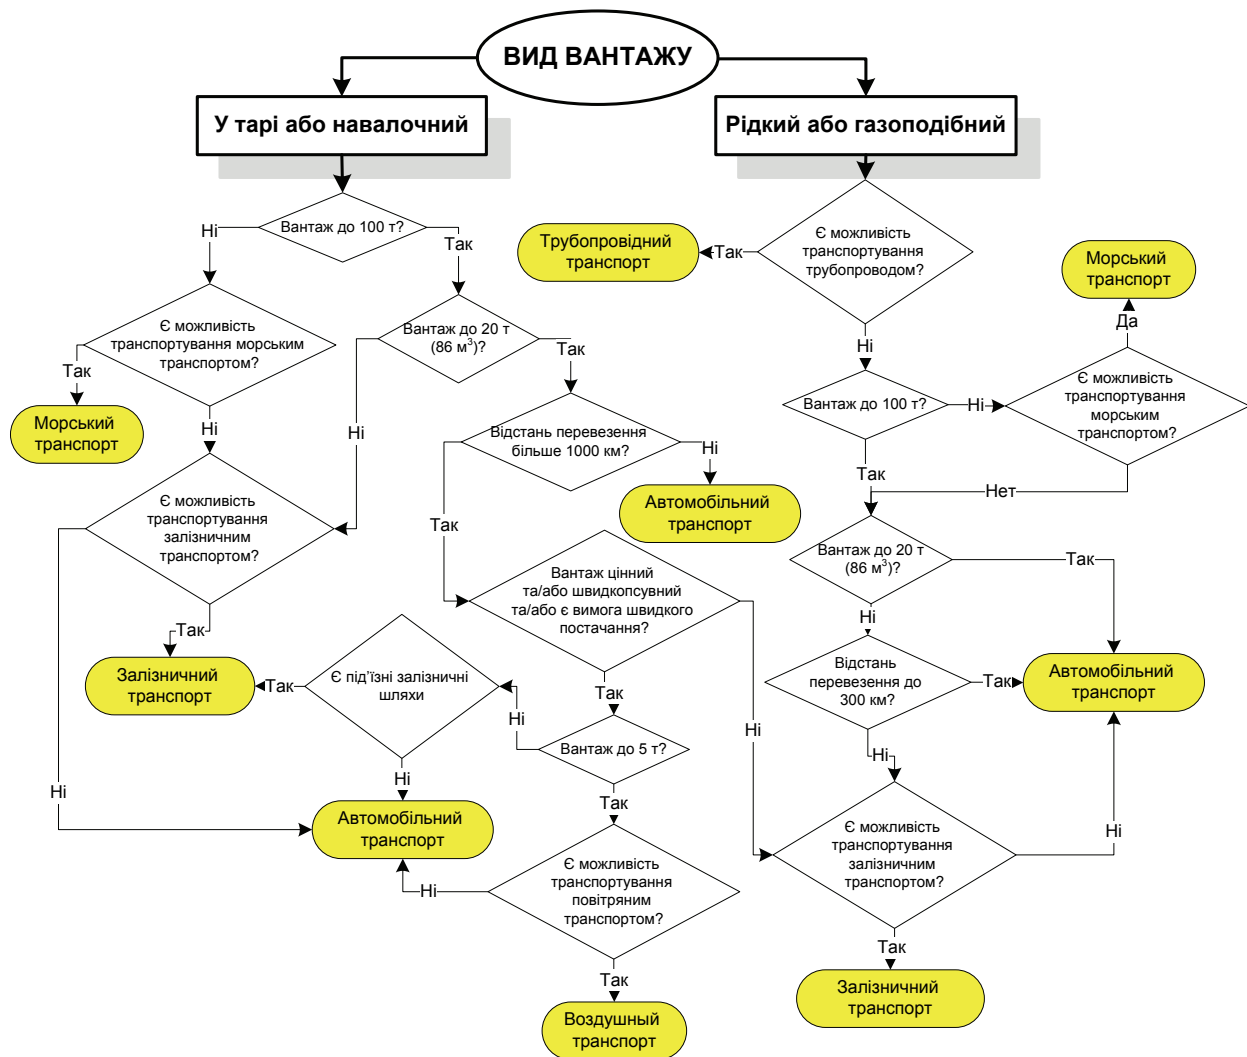 ВИД ВАНТАЖУ
У тарі або навалочний
Рідкий або газоподібний
Вантаж до 100 т?
Ні
Так
Є можливість
транспортування морським
транспортом?
Так
Морський
транспорт
Ні
Вантаж до 20 т
(86 м³)?
Ні
Так
Є можливість
транспортування
залізничним
транспортом?
Так
Ні
Залізничний
транспорт
Відстань перевезення
більше 1000 км?
Ні
Автомобільний
транспорт
Так
Вантаж цінний
та/або швидкопсувний
та/або є вимога швидкого
постачання?
Так
Ні
Вантаж до 5 т?
Ні
Так
Є під'їзні залізничні
шляхи
Так
Ні
Автомобільний
транспорт
Є можливість
транспортування
повітряним
транспортом?
Ні
Так
Воздушный
транспорт
Є можливість
транспортування
трубопроводом?
Так
Трубопровідний
транспорт
Ні
Вантаж до 100 т?
Ні
Так
Є можливість
транспортування
морським
транспортом?
Да
Морський
транспорт
Нет
Вантаж до 20 т
(86 м³)?
Так
Ні
Відстань
перевезення до
300 км?
Так
Автомобільний
транспорт
Ні
Є можливість
транспортування
залізничним
транспортом?
Ні
Так
Залізничний
транспорт